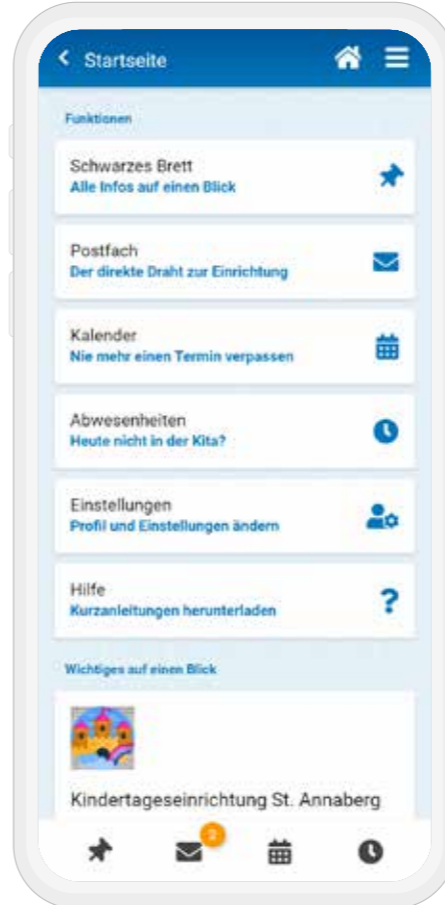 Startseite
Funktionen
Schwarzes Brett
Alle Infos auf einen Blick
Postfach
Der direkte Draht zur Einrichtung
Kalender
Nie mehr einen Termin verpassen
Abwesenheiten
Heute nicht in der Kita?
Einstellungen
Profil und Einstellungen ändern
Hilfe
Kurzanleitungen herunterladen
?
Wichtiges auf einen Blick
Kindertageseinrichtung St. Annaberg